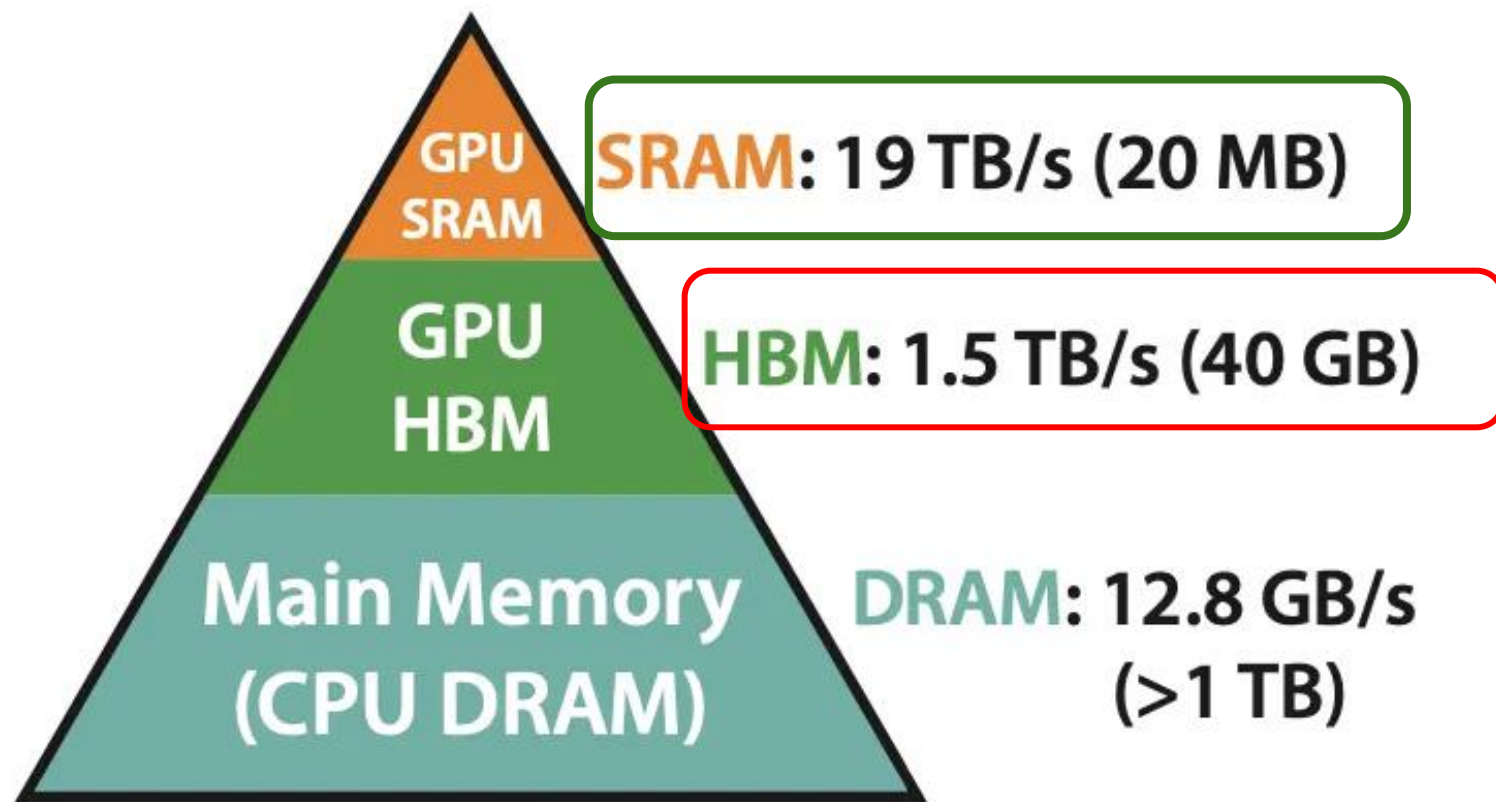 GPU
SRAM
SRAM: 19 TB/s (20 MB)
GPU
HBM
HBM: 1.5 TB/s (40 GB)
Main Memory
(CPU DRAM)
DRAM: 12.8 GB/s
(>1 TB)